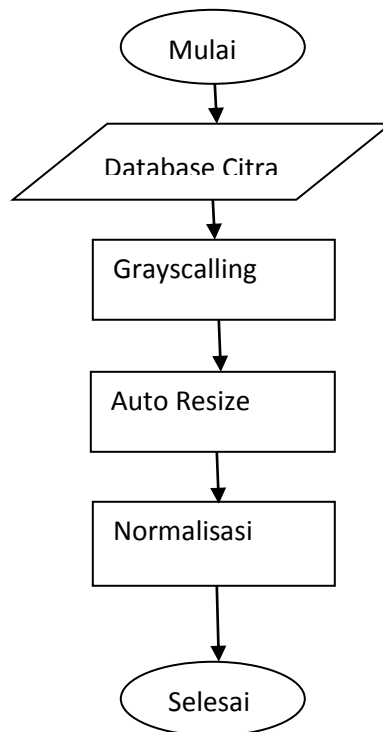 Mulai
Database Citra
Grayscalling
Auto Resize
Normalisasi
Selesai